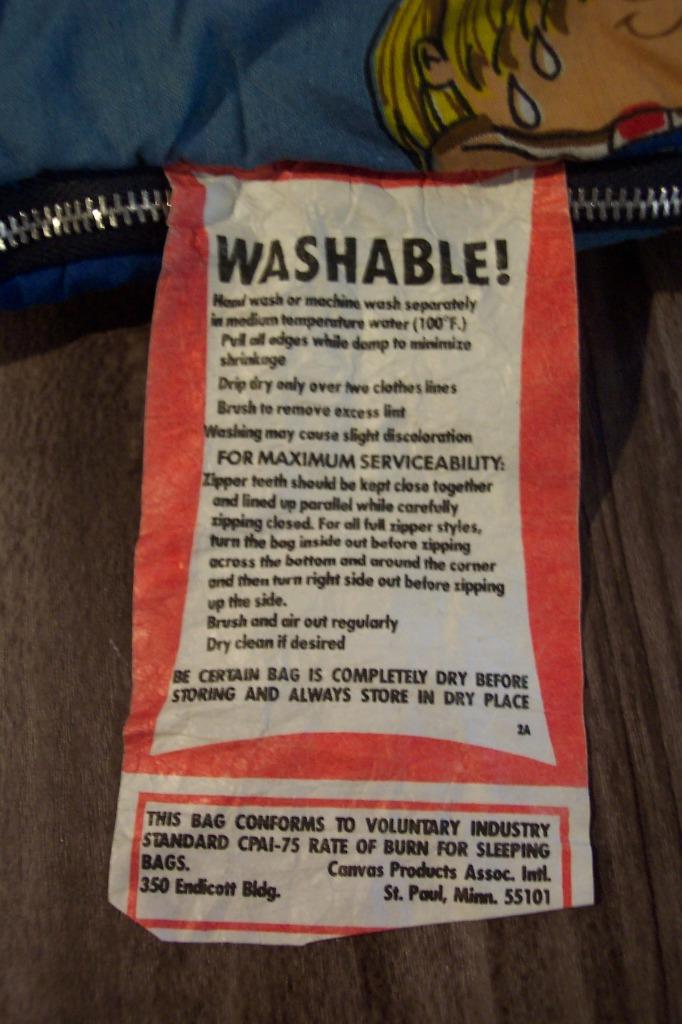 WASHABLE!
Hand wash or machine wash separately
in medium temperature water (100°F.)
Pull all edges while damp to minimize
shrinkage
Drip dry only over two clothes lines
Brush to remove excess lint
Washing may cause slight discoloration
FOR MAXIMUM SERVICEABILITY:
Zipper teeth should be kept close together
and lined up parallel while carefully
zipping closed. For all full zipper styles,
turn the bag inside out before zipping
across the bottom and around the corner
and then turn right side out before zipping
up the side.
Brush and air out regularly
Dry clean if desired
BE CERTAIN BAG IS COMPLETELY DRY BEFORE
STORING AND ALWAYS STORE IN DRY PLACE
2A
THIS BAG CONFORMS TO VOLUNTARY INDUSTRY
STANDARD CPAI-75 RATE OF BURN FOR SLEEPING
BAGS. Canvas Products Assoc. Intl.
350 Endicott Bldg. St. Paul, Minn. 55101